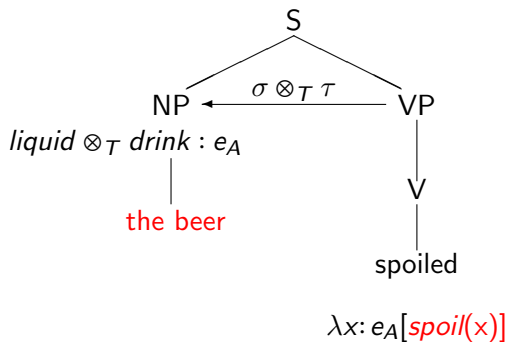 S
NP σ ⊗T τ VP
liquid ⊗T drink : eA
V
the beer
spoiled
λx: eA[spoil(x)]